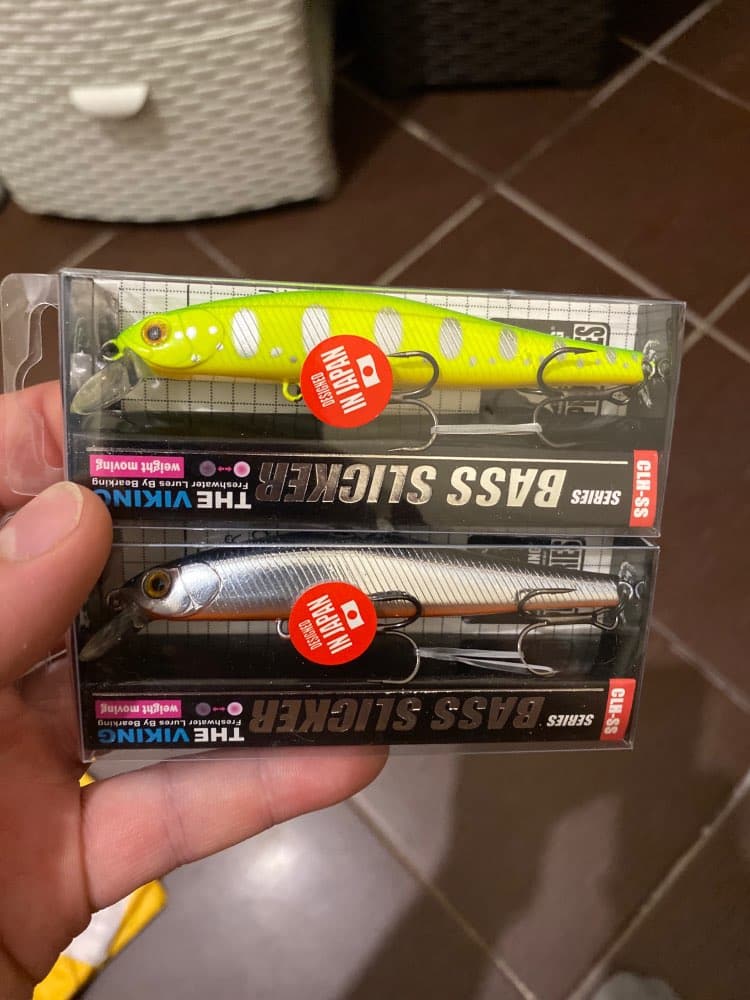 DESIGNED
IN JAPAN
weight moving
BASS SLICKER
SERIES
CLH-SS
Freshwater Lures By Bearking
THE VIKING
DESIGNED
IN JAPAN
weight moving
BASS SLICKER
SERIES
CLH-SS
Freshwater Lures By Bearking
THE VIKING